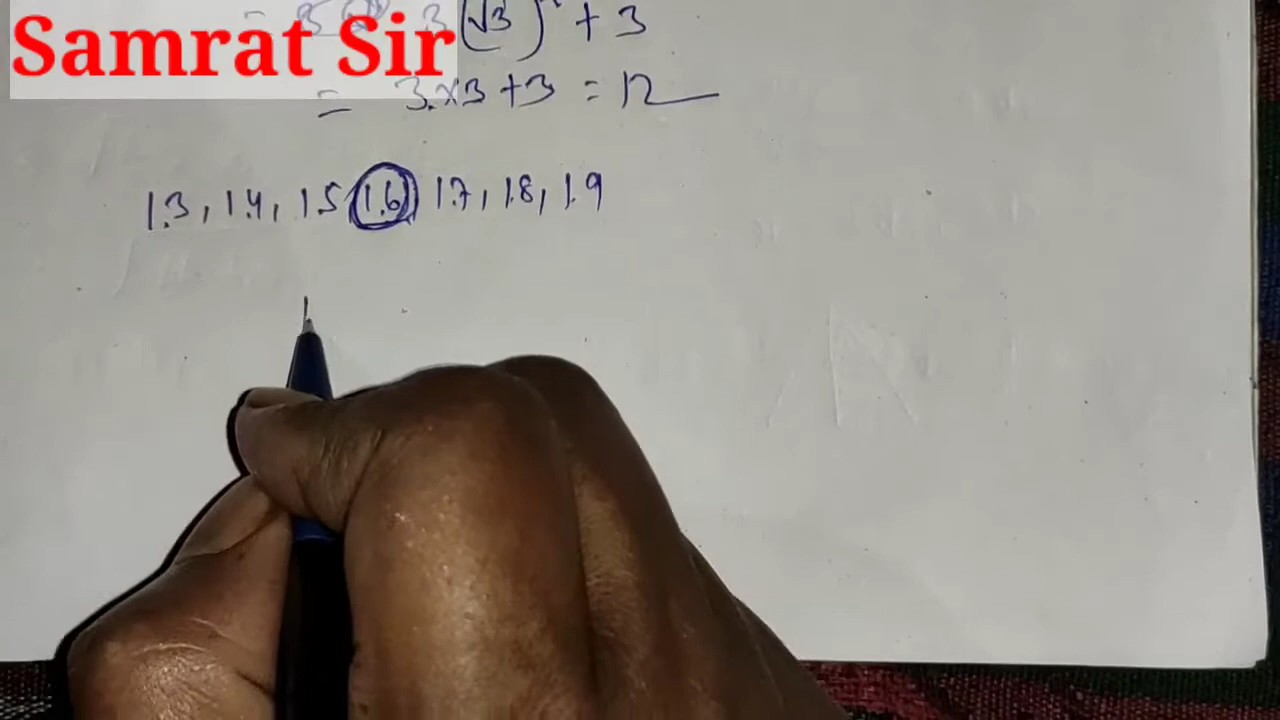 Samrat Sir
(√3) + 3
= 3.×3 + 3 = 12
1.3, 1.4, 1.5, 1.6, 1.7, 1.8, 1.9